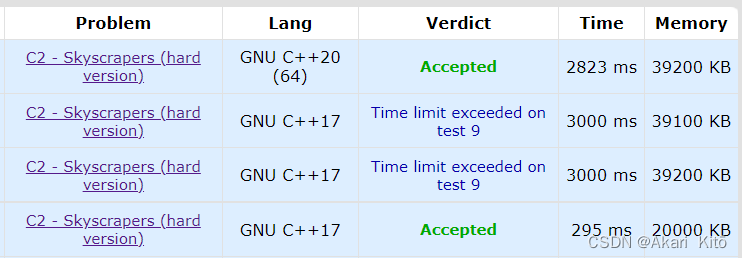 Problem Lang Verdict Time Memory
C2 - Skyscrapers (hard version) GNU C++20 (64) Accepted 2823 ms 39200 KB
C2 - Skyscrapers (hard version) GNU C++17 Time limit exceeded on test 9 3000 ms 39100 KB
C2 - Skyscrapers (hard version) GNU C++17 Time limit exceeded on test 9 3000 ms 39200 KB
C2 - Skyscrapers (hard version) GNU C++17 Accepted 295 ms 20000 KB
CSDN @Akari_Kito